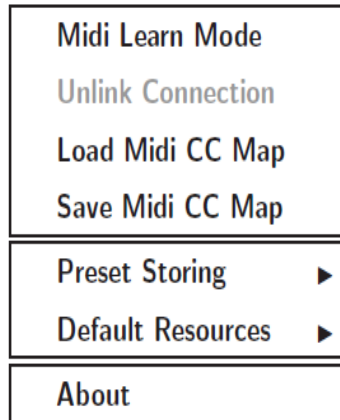 Midi Learn Mode
Unlink Connection
Load Midi CC Map
Save Midi CC Map
Preset Storing ▶
Default Resources ▶
About